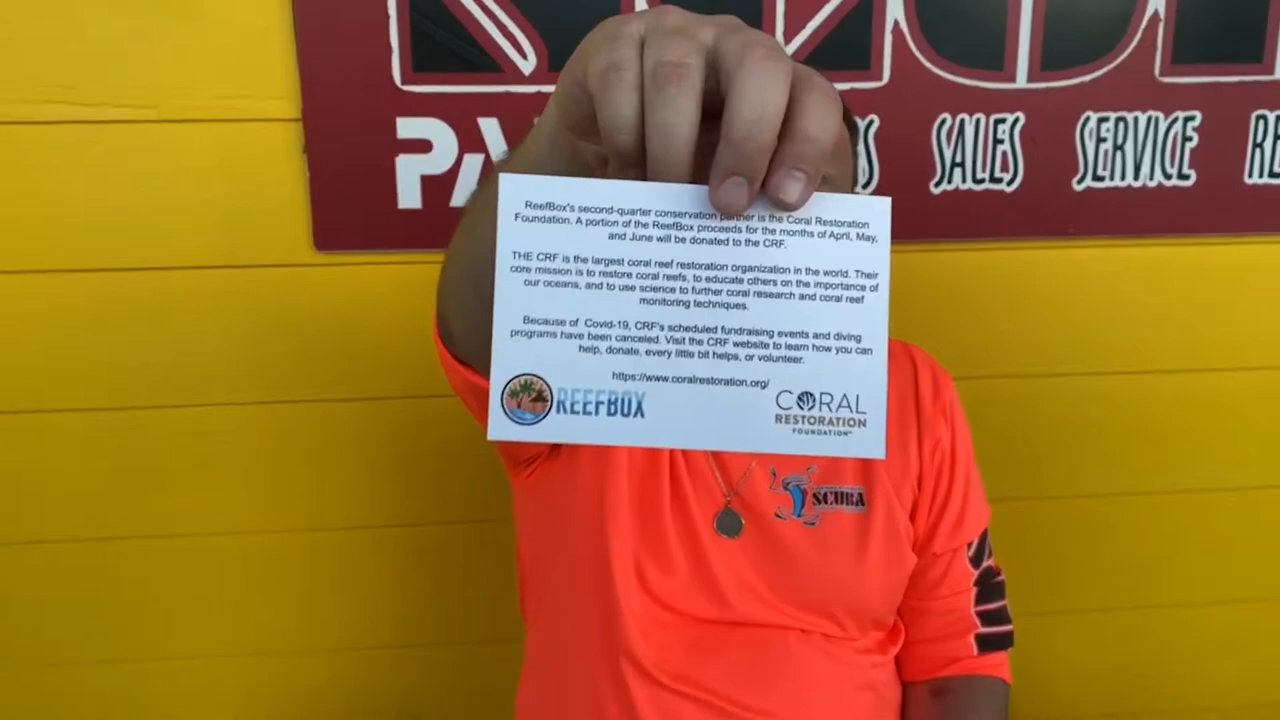 SALES SERVICE
ReefBox's second-quarter conservation partner is the Coral Restoration
Foundation. A portion of the ReefBox proceeds for the months of April, May,
and June will be donated to the CRF.
THE CRF is the largest coral reef restoration organization in the world. Their
core mission is to restore coral reefs, to educate others on the importance of
our oceans, and to use science to further coral research and coral reef
monitoring techniques.
Because of Covid-19, CRF's scheduled fundraising events and diving
programs have been canceled. Visit the CRF website to learn how you can
help, donate, every little bit helps, or volunteer.
https://www.coralrestoration.org/
REEFBOX
CORAL
RESTORATION
FOUNDATION™
SCUBA